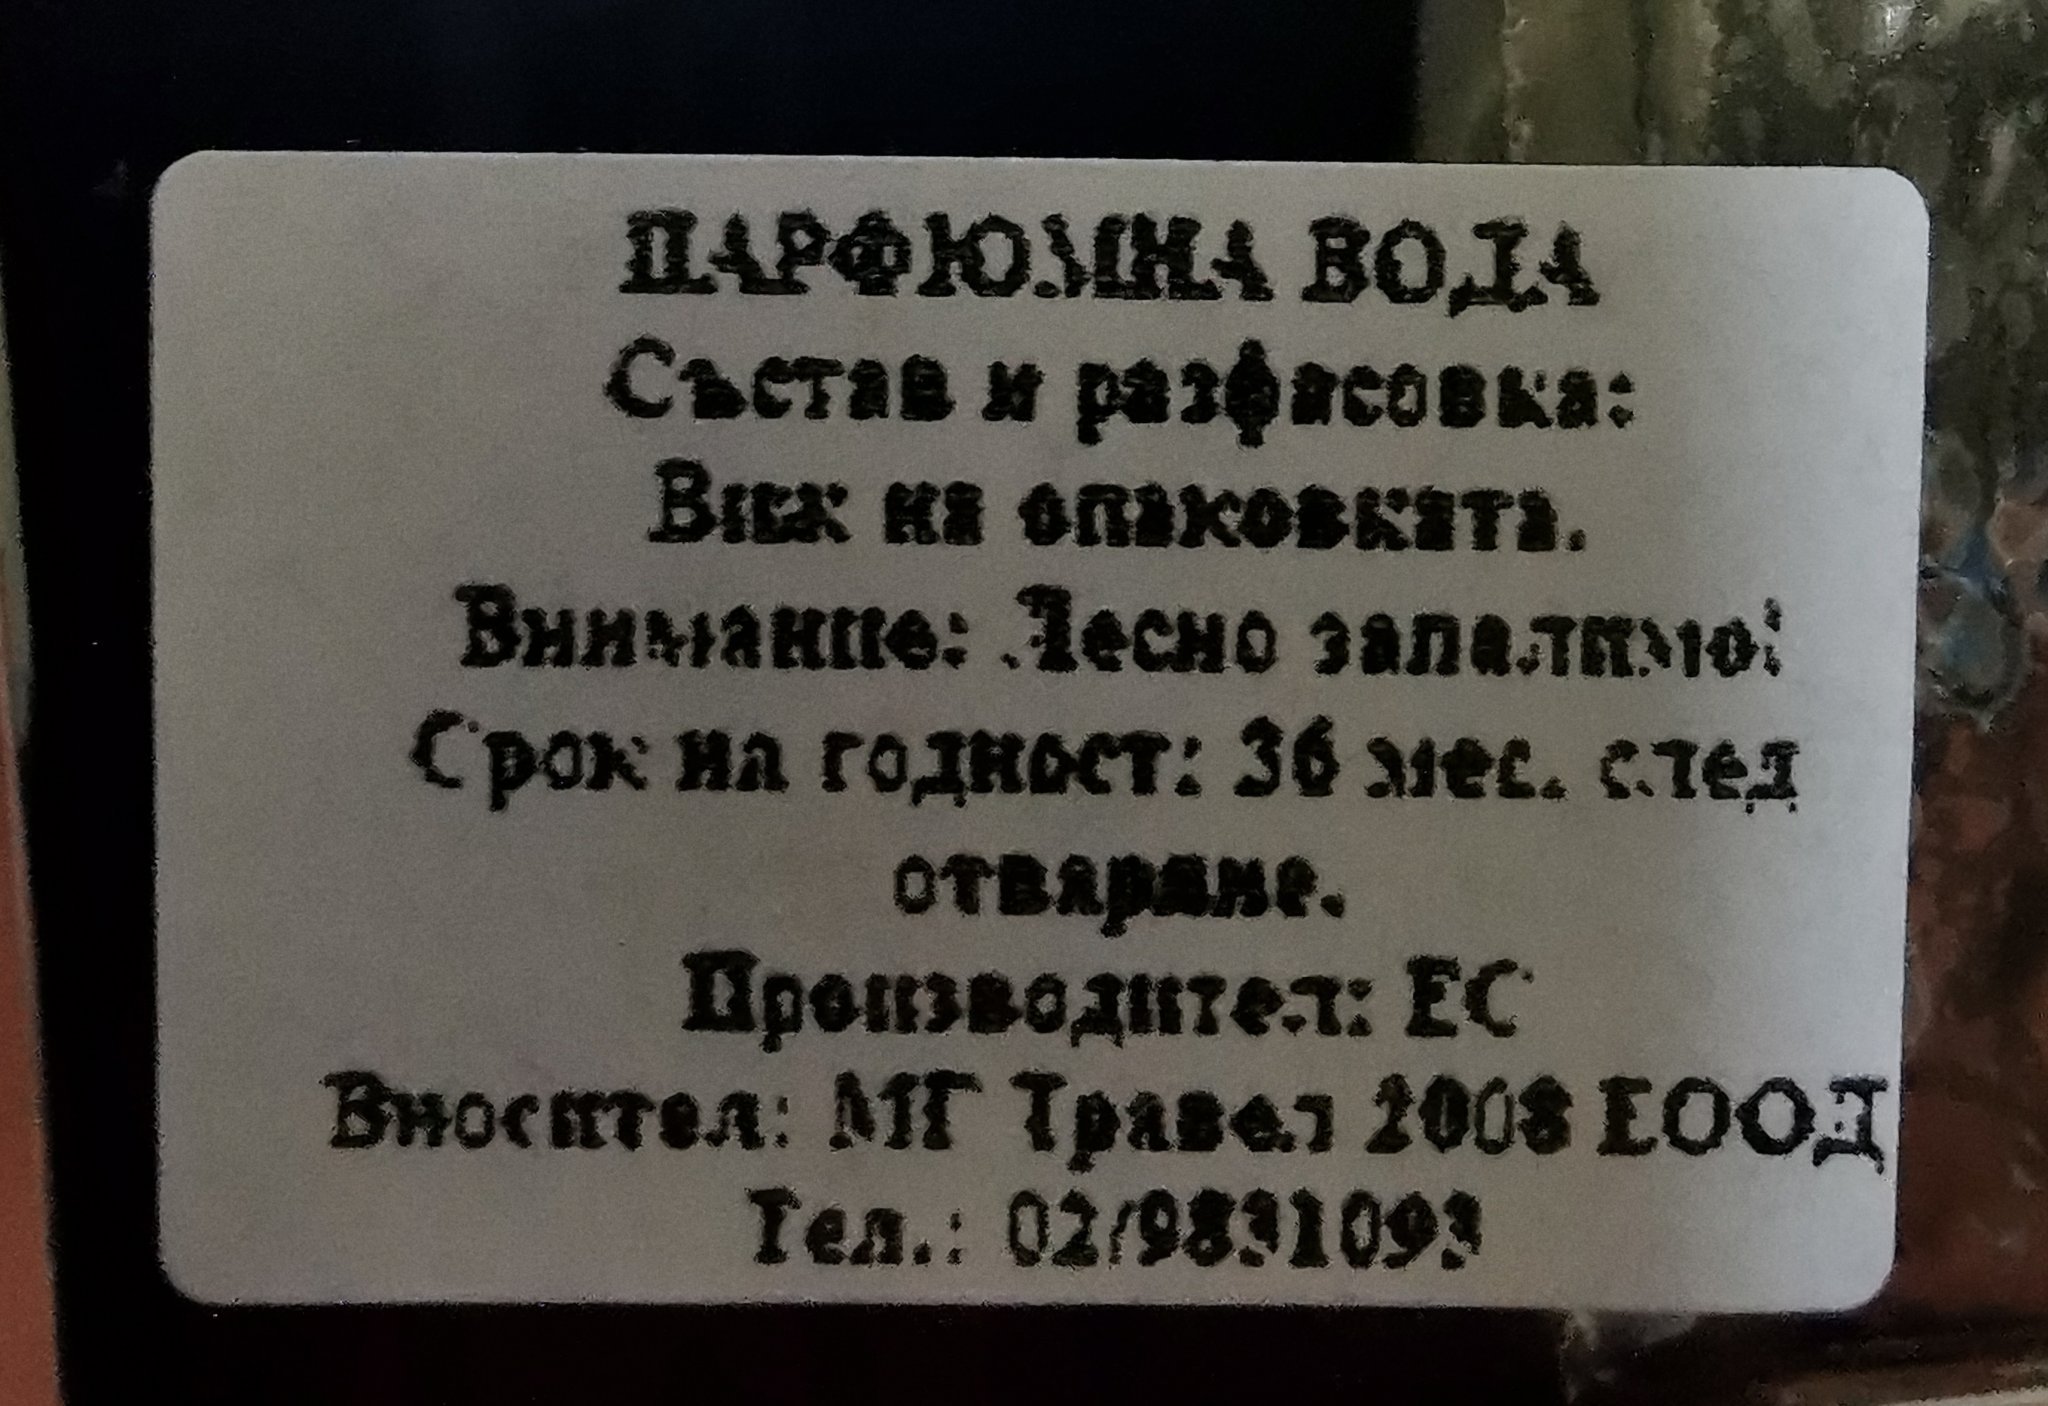 ПАРФЮМНА ВОДА
Състав и разфасовка:
Виж на опаковката.
Внимание: Лесно запалимо!
Срок на годност: 36 мес. след
отваряне.
Производител: ЕС
Вносител: МГ Травел 2008 ЕООД
Тел.: 02/9831093